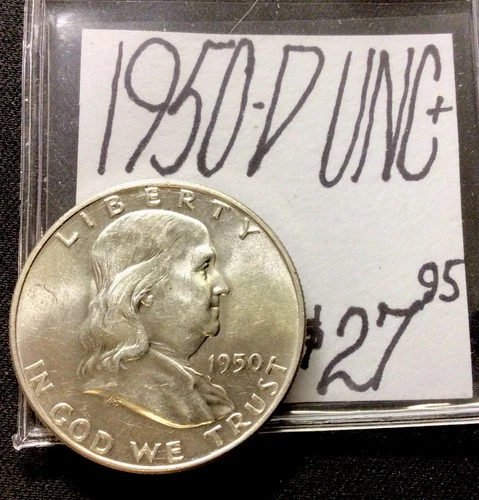 1950-D UNC+
$27.95
LIBERTY
1950
IN GOD WE TRUST